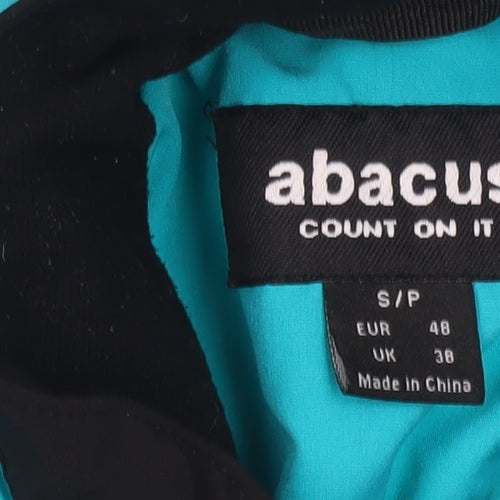 abacus
COUNT ON IT
S/P
EUR 48
UK 38
Made in China